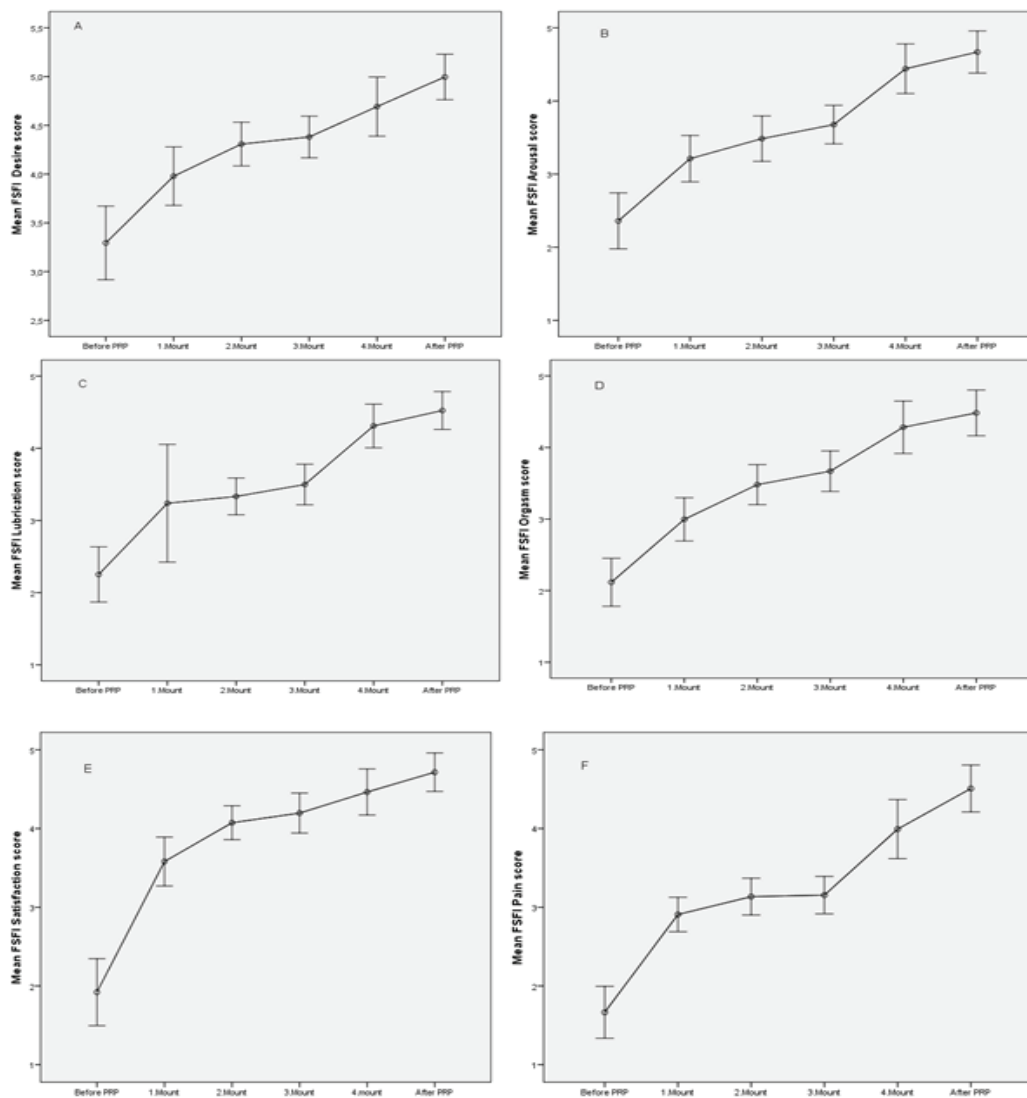 A
Mean FSFI Desire score
5,5
5,0
4,5
4,0
3,5
3,0
2,5
Before PRP 1.Mount 2.Mount 3.Mount 4.Mount After PRP
B
Mean FSFI Arousal score
5
4
3
2
1
Before PRP 1.Mount 2.Mount 3.Mount 4.Mount After PRP
C
Mean FSFI Lubrication score
5
4
3
2
1
Before PRP 1.Mount 2.Mount 3.Mount 4.Mount After PRP
D
Mean FSFI Orgasm score
5
4
3
2
1
Before PRP 1.Mount 2.Mount 3.Mount 4.Mount After PRP
E
Mean FSFI Satisfaction score
5
4
3
2
1
Before PRP 1.Mount 2.Mount 3.Mount 4.mount After PRP
F
Mean FSFI Pain score
5
4
3
2
1
Before PRP 1.Mount 2.Mount 3.Mount 4.Mount After PRP